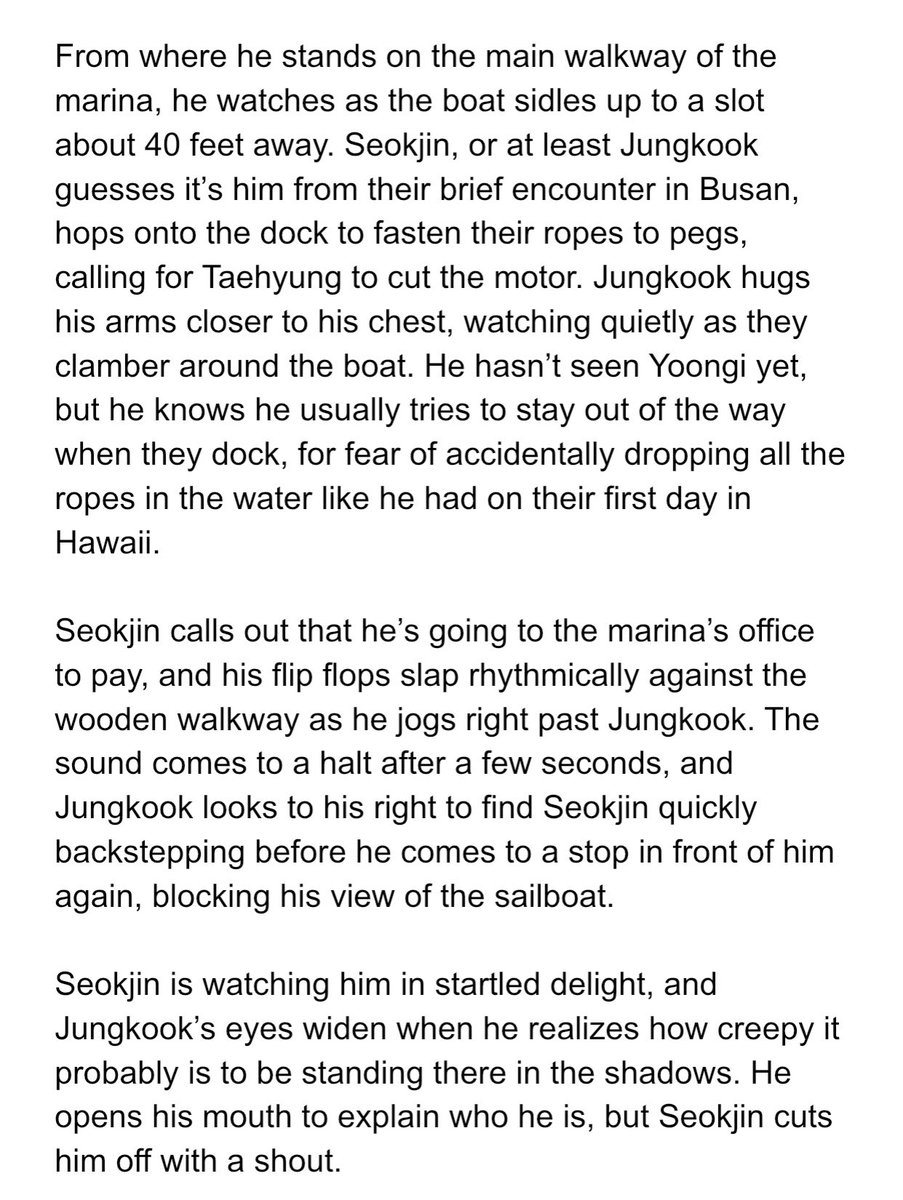 From where he stands on the main walkway of the
marina, he watches as the boat sidles up to a slot
about 40 feet away. Seokjin, or at least Jungkook
guesses it’s him from their brief encounter in Busan,
hops onto the dock to fasten their ropes to pegs,
calling for Taehyung to cut the motor. Jungkook hugs
his arms closer to his chest, watching quietly as they
clamber around the boat. He hasn’t seen Yoongi yet,
but he knows he usually tries to stay out of the way
when they dock, for fear of accidentally dropping all the
ropes in the water like he had on their first day in
Hawaii.

Seokjin calls out that he’s going to the marina’s office
to pay, and his flip flops slap rhythmically against the
wooden walkway as he jogs right past Jungkook. The
sound comes to a halt after a few seconds, and
Jungkook looks to his right to find Seokjin quickly
backstepping before he comes to a stop in front of him
again, blocking his view of the sailboat.

Seokjin is watching him in startled delight, and
Jungkook’s eyes widen when he realizes how creepy it
probably is to be standing there in the shadows. He
opens his mouth to explain who he is, but Seokjin cuts
him off with a shout.